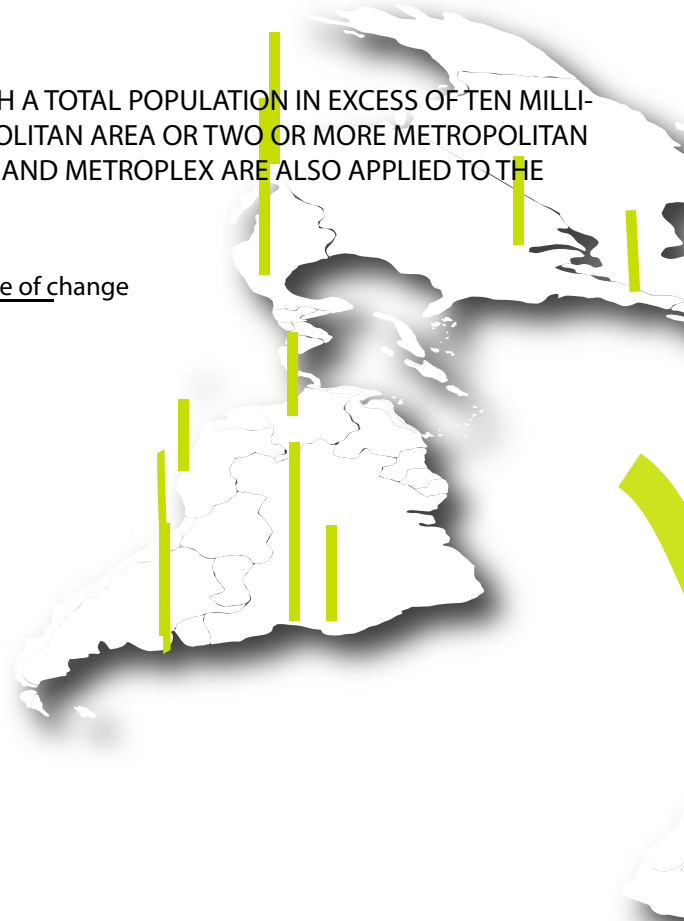 H A TOTAL POPULATION IN EXCESS OF TEN MILLI-
OLITAN AREA OR TWO OR MORE METROPOLITAN
AND METROPLEX ARE ALSO APPLIED TO THE
e of change